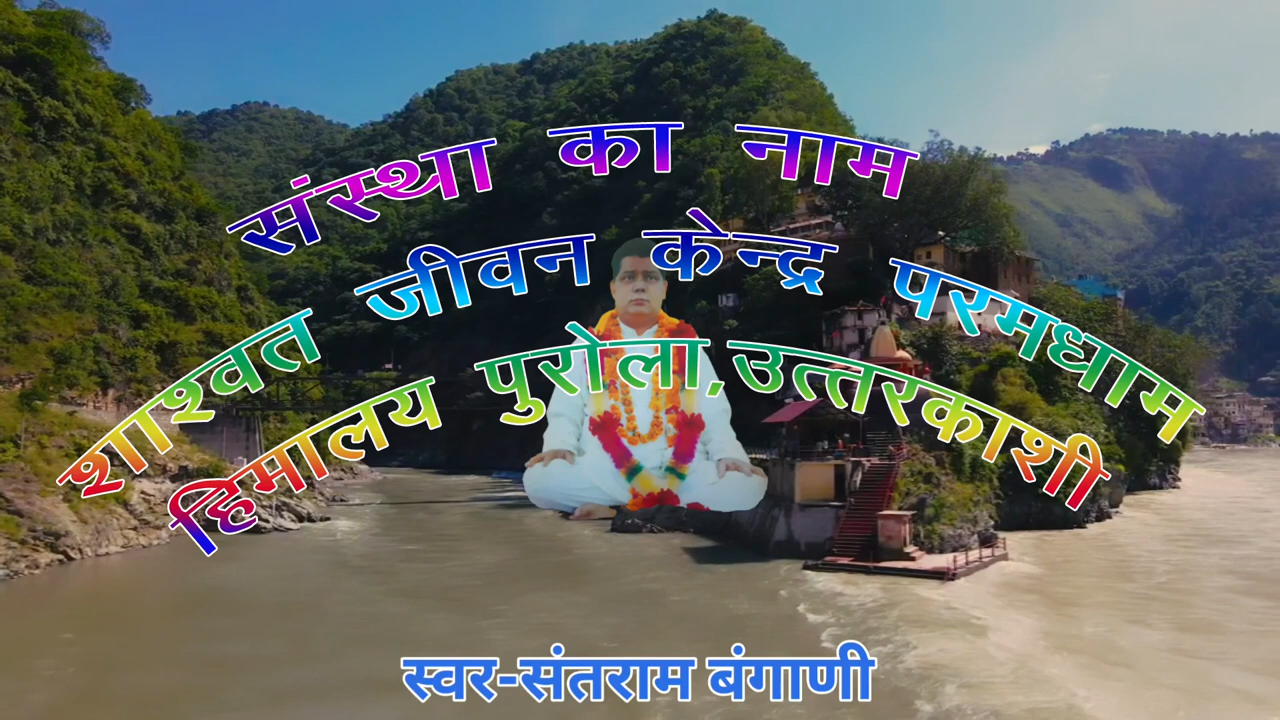 संस्था का नाम
शाश्वत जीवन केन्द्र परमधाम
हिमालय पुरोला,उत्तरकाशी
स्वर-संतराम बंगाणी